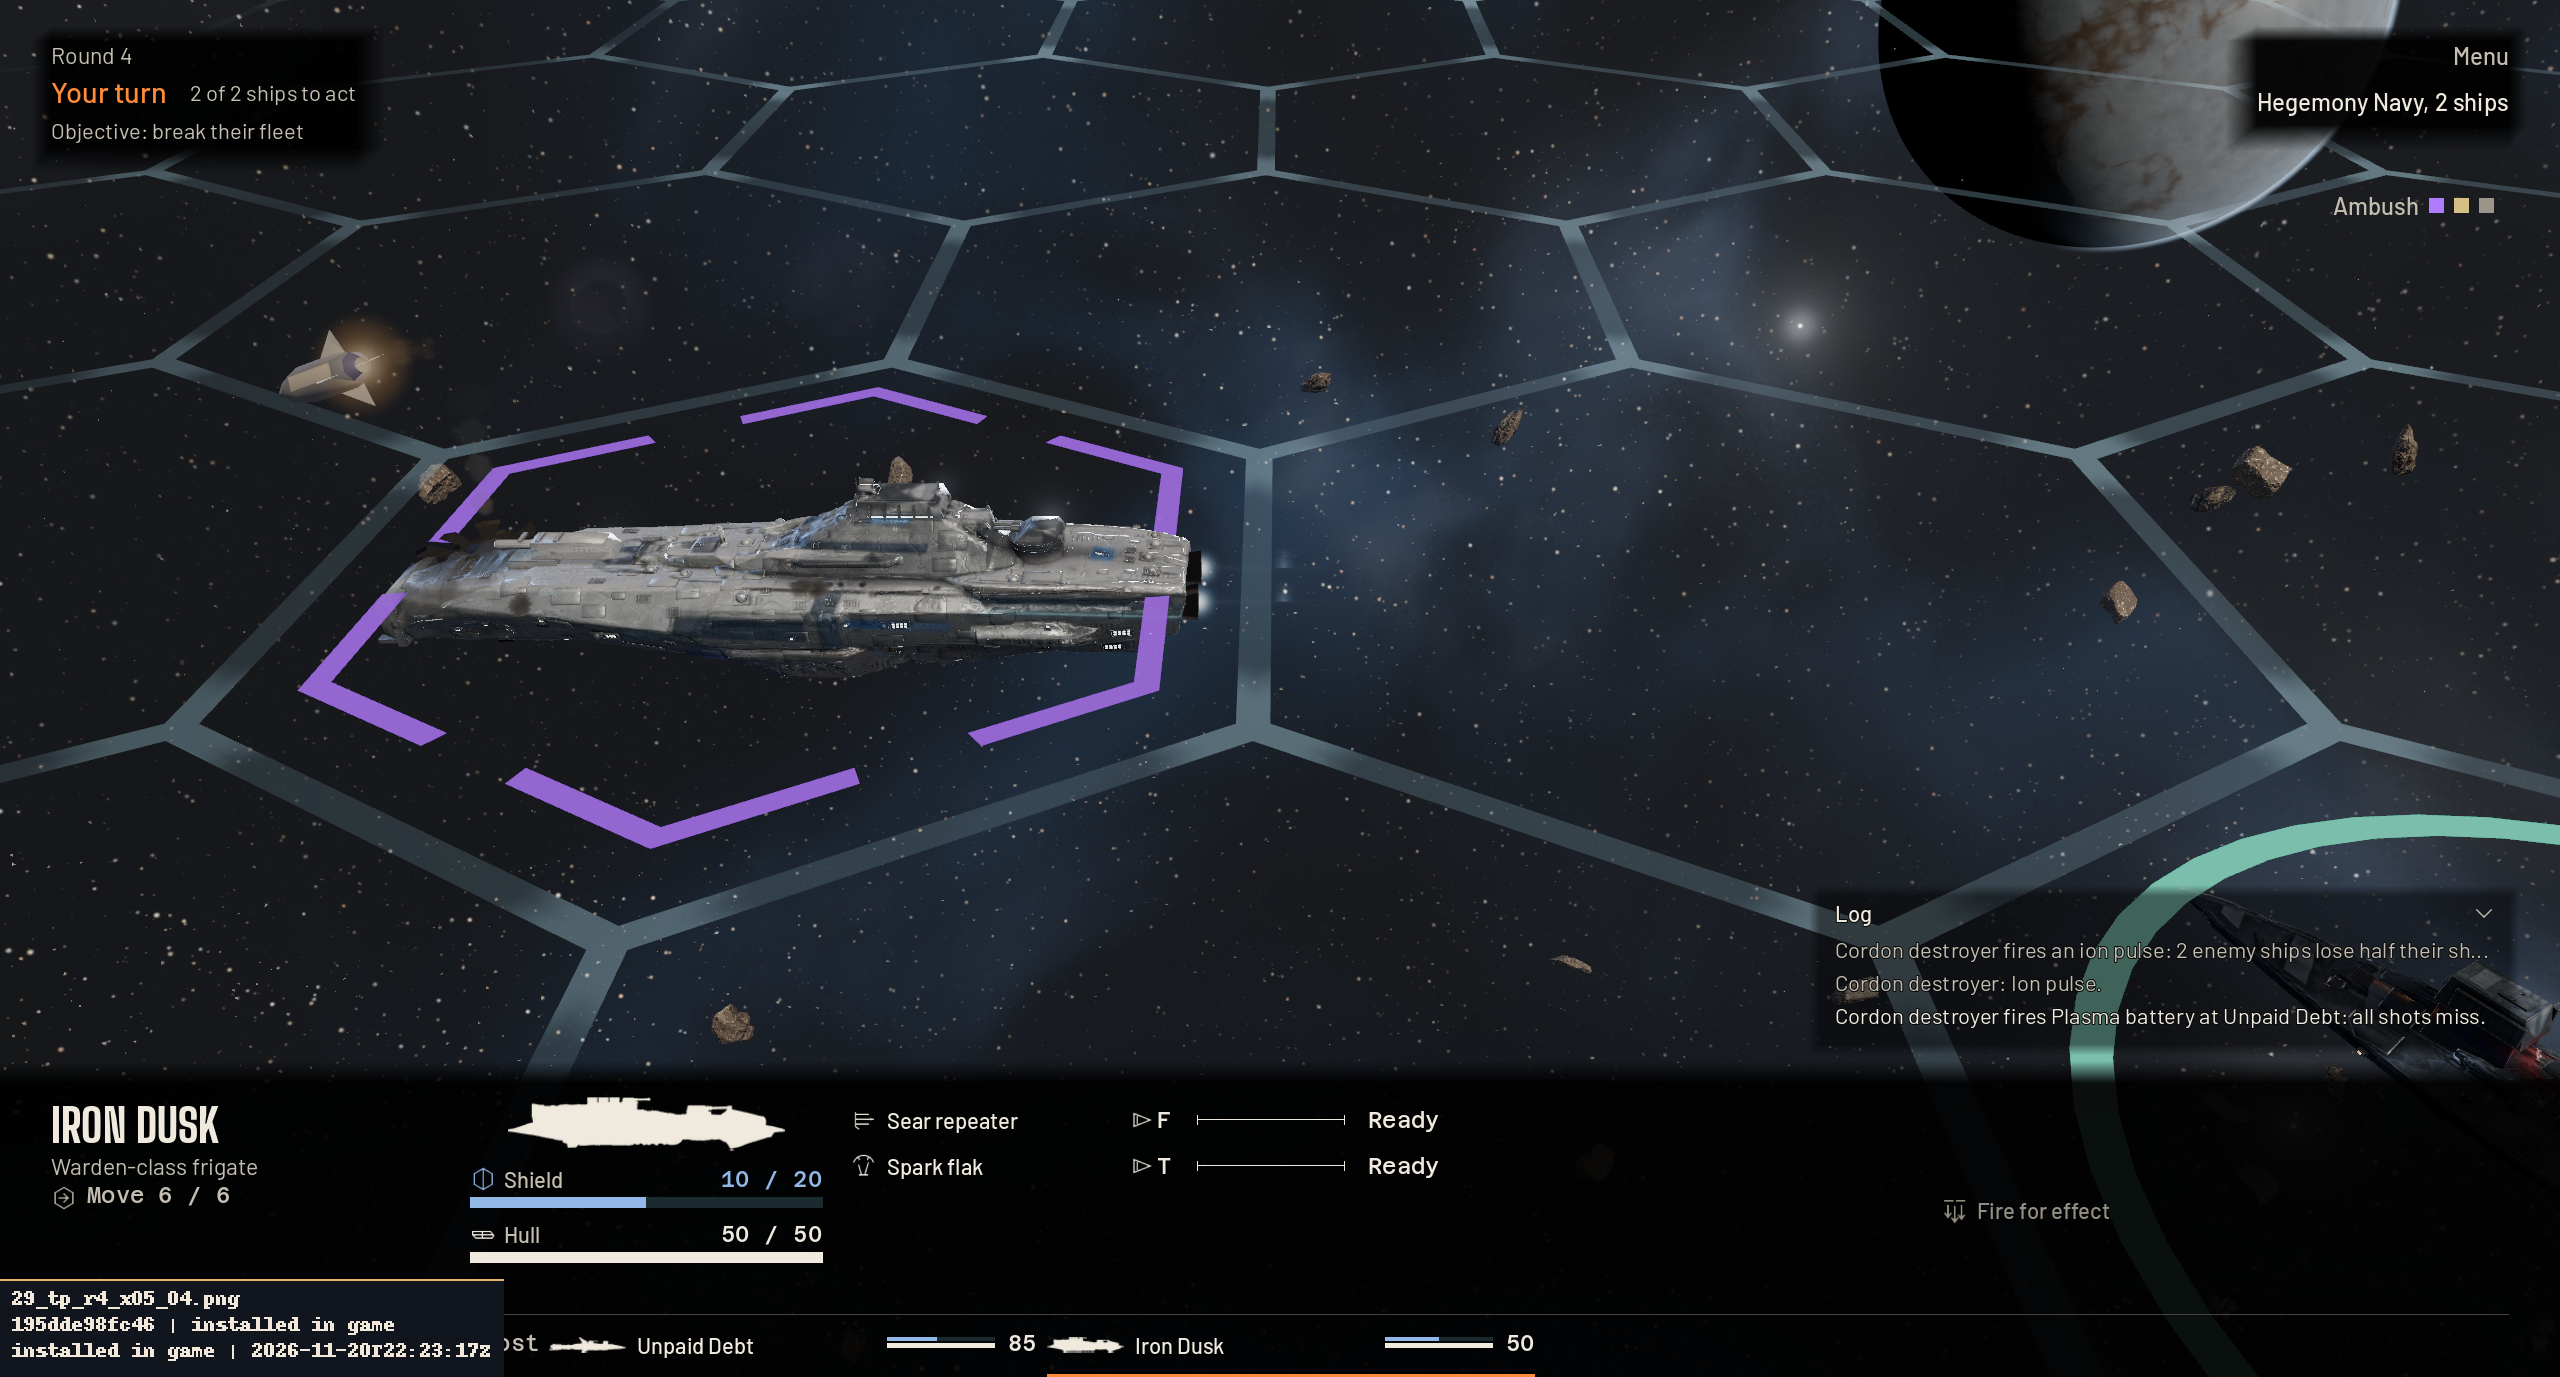 Round 4
Your turn 2 of 2 ships to act
Objective: break their fleet
Menu
Hegemony Navy, 2 ships
Ambush
Log
Cordon destroyer fires an ion pulse: 2 enemy ships lose half their sh...
Cordon destroyer: Ion pulse.
Cordon destroyer fires Plasma battery at Unpaid Debt: all shots miss.
IRON DUSK
Warden-class frigate
Move 6 / 6
Shield 10 / 20
Hull 50 / 50
Sear repeater F Ready
Spark flak T Ready
Fire for effect
29_tp_r4_x05_04.png
195dde98fc46 | installed in game
installed in game | 2026-11-20T22:23:17Z
ost Unpaid Debt 85 Iron Dusk 50